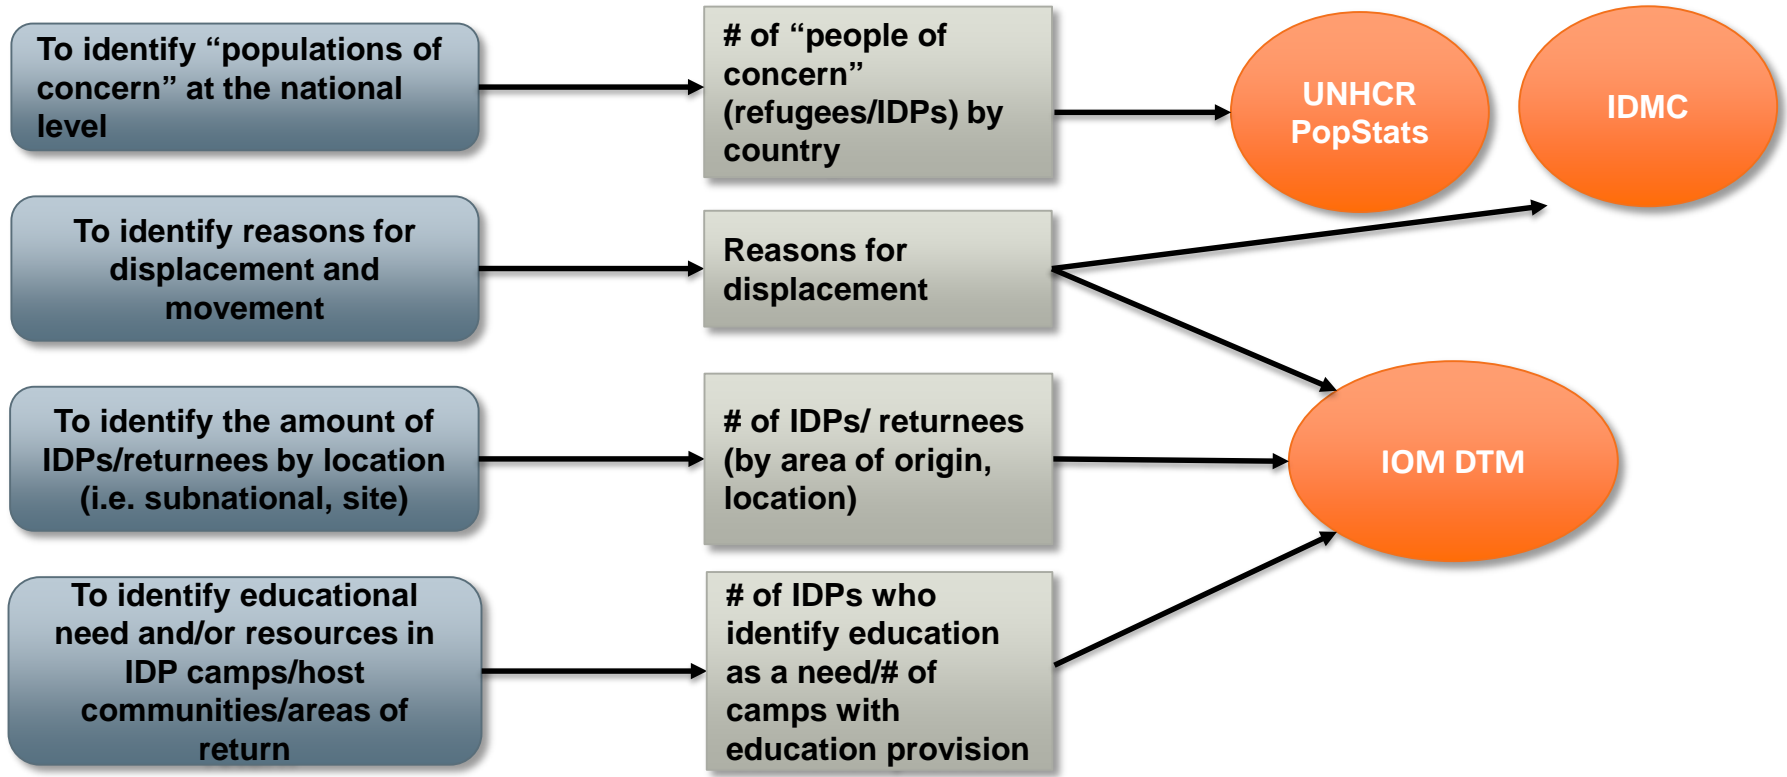 To identify “populations of
concern” at the national
level
# of “people of
concern”
(refugees/IDPs) by
country
UNHCR
PopStats
IDMC
To identify reasons for
displacement and
movement
Reasons for
displacement
To identify the amount of
IDPs/returnees by location
(i.e. subnational, site)
# of IDPs/ returnees
(by area of origin,
location)
IOM DTM
To identify educational
need and/or resources in
IDP camps/host
communities/areas of
return
# of IDPs who
identify education
as a need/# of
camps with
education provision